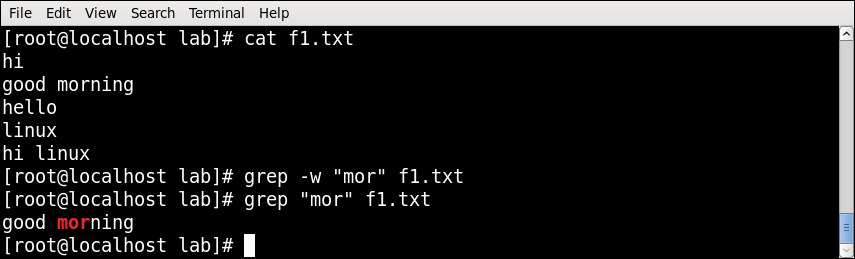 File Edit View Search Terminal Help
[root@localhost lab]# cat f1.txt
hi
good morning
hello
linux
hi linux
[root@localhost lab]# grep -w "mor" f1.txt
[root@localhost lab]# grep "mor" f1.txt
good morning
[root@localhost lab]#